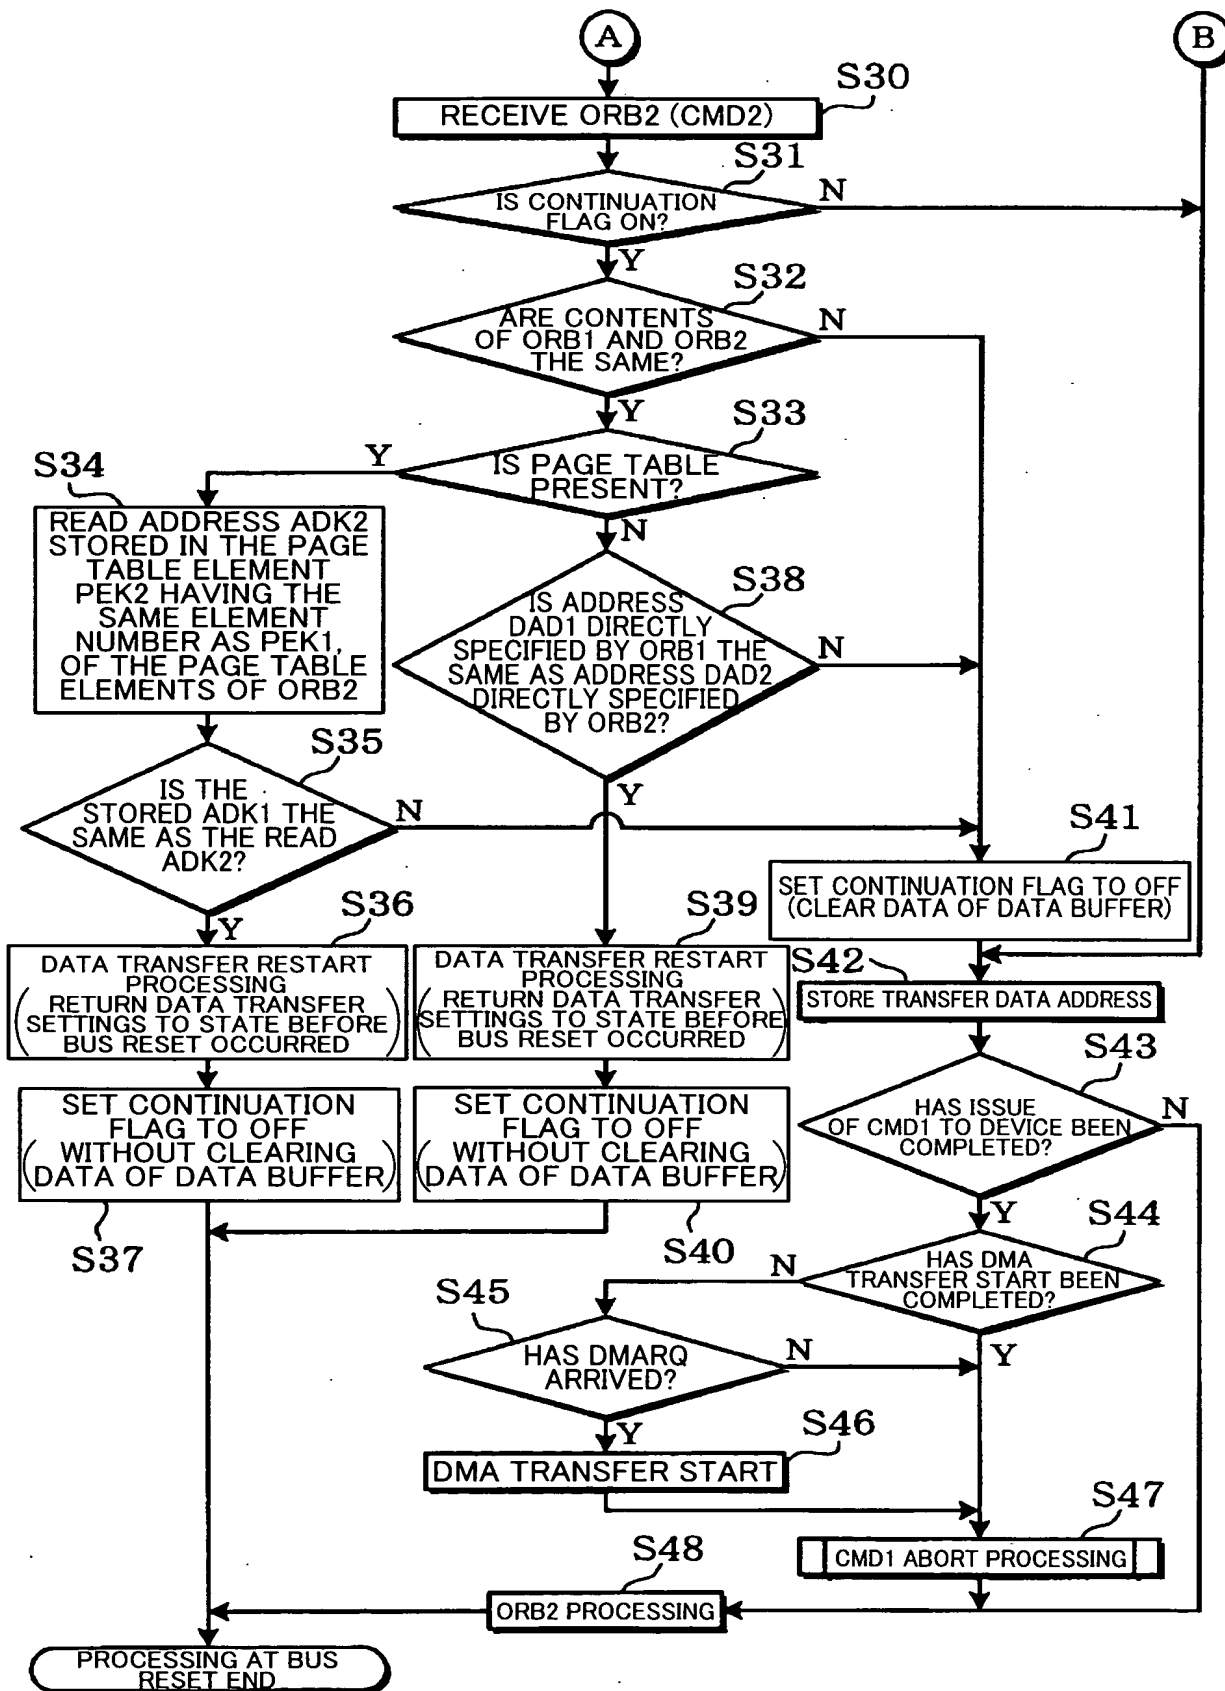 A
B
S30
RECEIVE ORB2 (CMD2)
S31
IS CONTINUATION
FLAG ON?
N
Y
S32
ARE CONTENTS
OF ORB1 AND ORB2
THE SAME?
N
Y
S33
IS PAGE TABLE
PRESENT?
Y
N
S34
READ ADDRESS ADK2
STORED IN THE PAGE
TABLE ELEMENT
PEK2 HAVING THE
SAME ELEMENT
NUMBER AS PEK1,
OF THE PAGE TABLE
ELEMENTS OF ORB2
S38
IS ADDRESS
DAD1 DIRECTLY
SPECIFIED BY ORB1 THE
SAME AS ADDRESS DAD2
DIRECTLY SPECIFIED
BY ORB2?
N
Y
S35
IS THE
STORED ADK1 THE
SAME AS THE READ
ADK2?
N
Y
S41
SET CONTINUATION FLAG TO OFF
(CLEAR DATA OF DATA BUFFER)
S36
DATA TRANSFER RESTART
PROCESSING
(RETURN DATA TRANSFER
SETTINGS TO STATE BEFORE
BUS RESET OCCURRED)
S39
DATA TRANSFER RESTART
PROCESSING
(RETURN DATA TRANSFER
SETTINGS TO STATE BEFORE
BUS RESET OCCURRED)
S42
STORE TRANSFER DATA ADDRESS
S37
SET CONTINUATION
FLAG TO OFF
(WITHOUT CLEARING
DATA OF DATA BUFFER)
S40
SET CONTINUATION
FLAG TO OFF
(WITHOUT CLEARING
DATA OF DATA BUFFER)
S43
HAS ISSUE
OF CMD1 TO DEVICE BEEN
COMPLETED?
N
Y
S44
HAS DMA
TRANSFER START BEEN
COMPLETED?
N
Y
S45
HAS DMARQ
ARRIVED?
N
Y
S46
DMA TRANSFER START
S47
CMD1 ABORT PROCESSING
S48
ORB2 PROCESSING
PROCESSING AT BUS
RESET END